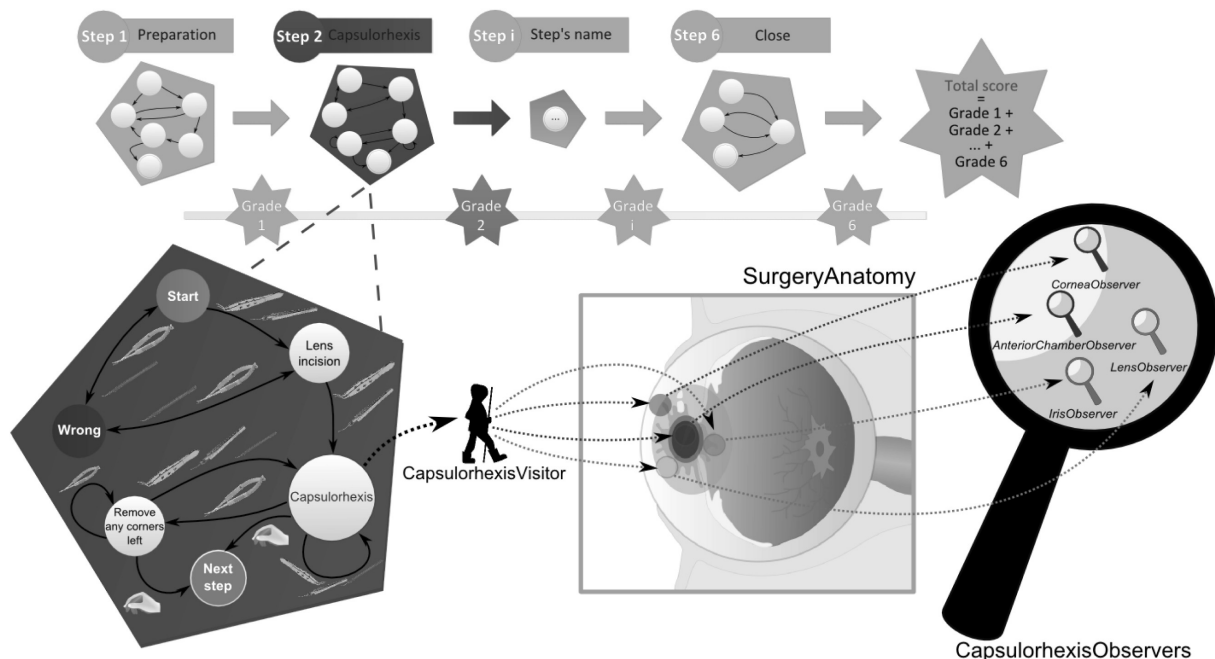 Step 1 Preparation
Step 2 Capsulorhexis
Step i Step's name
Step 6 Close
...
Total score
=
Grade 1 +
Grade 2 +
... +
Grade 6
Grade
1
Grade
2
Grade
i
Grade
6
Start
Lens
incision
Wrong
Capsulorhexis
Remove
any corners
left
Next
step
CapsulorhexisVisitor
SurgeryAnatomy
CorneaObserver
AnteriorChamberObserver
LensObserver
IrisObserver
CapsulorhexisObservers